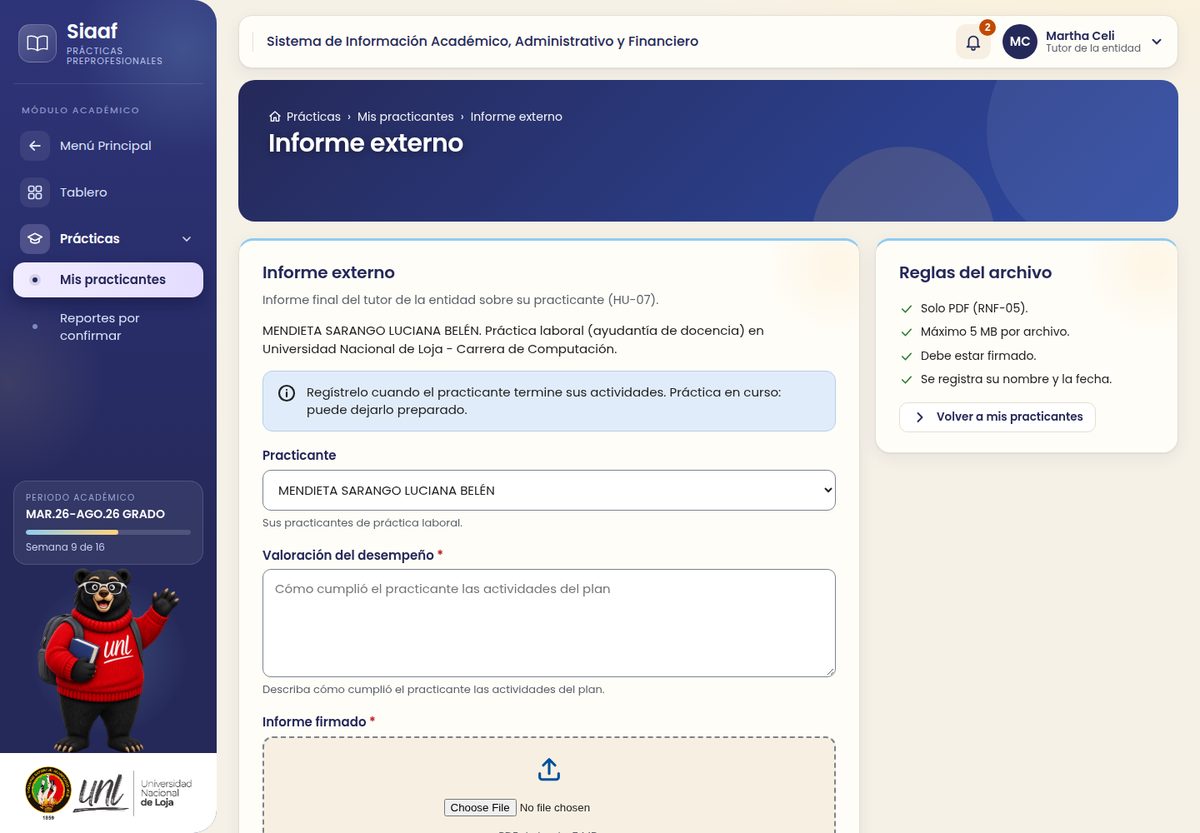 Siaaf
PRÁCTICAS
PREPROFESIONALES
MÓDULO ACADÉMICO
Menú Principal
Tablero
Prácticas
Mis practicantes
Reportes por
confirmar
PERIODO ACADÉMICO
MAR.26-AGO.26 GRADO
Semana 9 de 16
unl
1859
unl
Universidad
Nacional
de Loja
Sistema de Información Académico, Administrativo y Financiero
2
MC
Martha Celi
Tutor de la entidad
Prácticas › Mis practicantes › Informe externo
Informe externo
Informe externo
Informe final del tutor de la entidad sobre su practicante (HU-07).
MENDIETA SARANGO LUCIANA BELÉN. Práctica laboral (ayudantía de docencia) en
Universidad Nacional de Loja - Carrera de Computación.
Regístrelo cuando el practicante termine sus actividades. Práctica en curso:
puede dejarlo preparado.
Practicante
MENDIETA SARANGO LUCIANA BELÉN
Sus practicantes de práctica laboral.
Valoración del desempeño *
Cómo cumplió el practicante las actividades del plan
Describa cómo cumplió el practicante las actividades del plan.
Informe firmado *
Choose File No file chosen
Reglas del archivo
Solo PDF (RNF-05).
Máximo 5 MB por archivo.
Debe estar firmado.
Se registra su nombre y la fecha.
Volver a mis practicantes